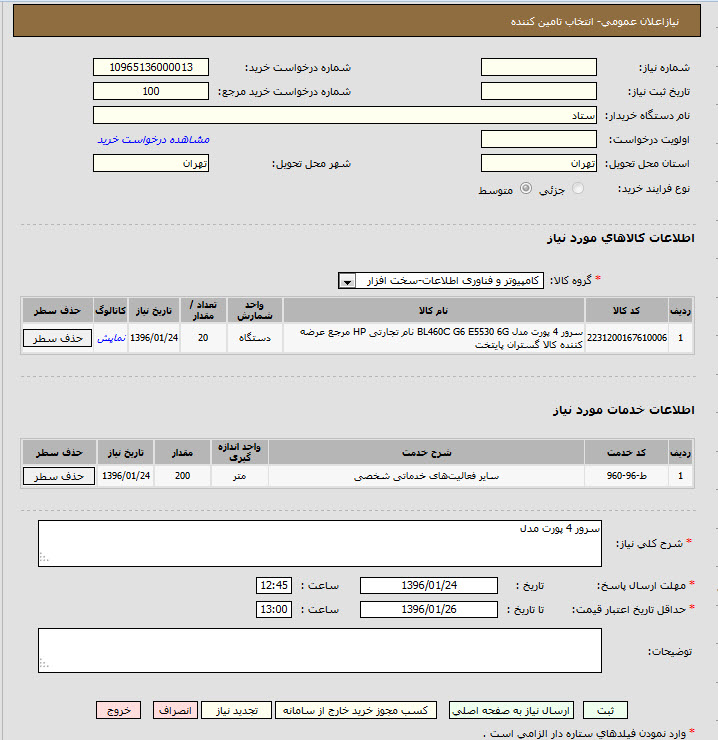 نیازاعلان عمومي- انتخاب تامین کننده
شماره نیاز:
شماره درخواست خرید: 10965136000013
تاریخ ثبت نیاز:
شماره درخواست خرید مرجع: 100
نام دستگاه خریدار: ستاد
اولویت درخواست:
مشاهده درخواست خرید
استان محل تحویل: تهران
شهر محل تحویل: تهران
نوع فرایند خرید: جزئي متوسط
اطلاعات کالاهاي مورد نیاز
* گروه کالا: کامپیوتر و فناوری اطلاعات-سخت افزار
ردیف کد کالا نام کالا واحد شمارش تعداد / مقدار تاریخ نیاز کاتالوگ حذف سطر
1 2231200167610006 سرور 4 پورت مدل BL460C G6 E5530 6G نام تجارتی HP مرجع عرضه کننده کالا گستران پایتخت دستگاه 20 1396/01/24 نمایش حذف سطر
اطلاعات خدمات مورد نیاز
ردیف کد خدمت شرح خدمت واحد اندازه گیری مقدار تاریخ نیاز حذف سطر
1 ط-96-960 سایر فعالیت‌های خدماتی شخصی متر 200 1396/01/24 حذف سطر
* شرح کلي نیاز: سرور 4 پورت مدل
* مهلت ارسال پاسخ: تاریخ : 1396/01/24 ساعت : 12:45
* حداقل تاریخ اعتبار قیمت: تا تاریخ : 1396/01/26 ساعت : 13:00
توضیحات:
ثبت ارسال نیاز به صفحه اصلی کسب مجوز خرید خارج از سامانه تجدید نیاز انصراف خروج
* وارد نمودن فیلدهاي ستاره دار الزامي است .